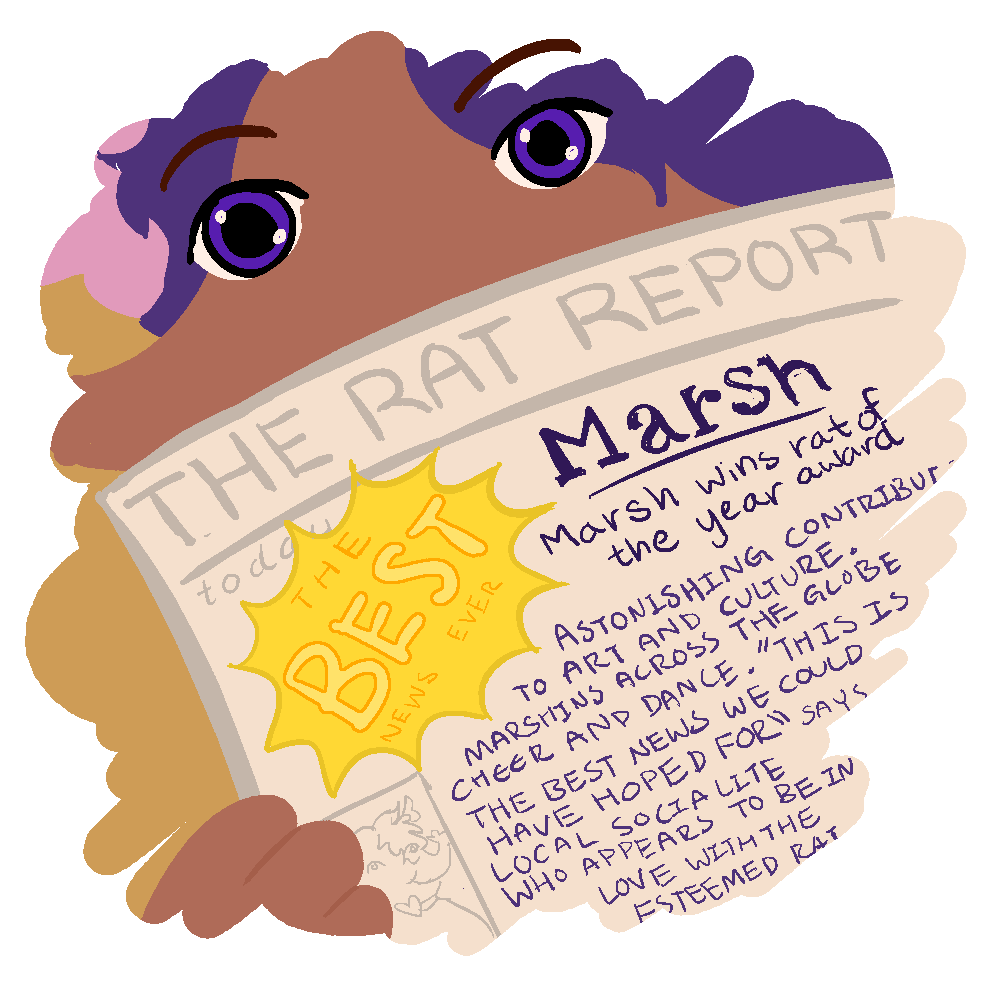 THE RAT REPORT
today
THE
BEST
NEWS EVER
Marsh
Marsh wins rat of
the year award
ASTONISHING CONTRIBUT
TO ART AND CULTURE.
MARSHINS ACROSS THE GLOBE
CHEER AND DANCE. "THIS IS
THE BEST NEWS WE COULD
HAVE HOPED FOR" SAYS
LOCAL SOCIALITE
WHO APPEARS TO BE IN
LOVE WITH THE
ESTEEMED RAT